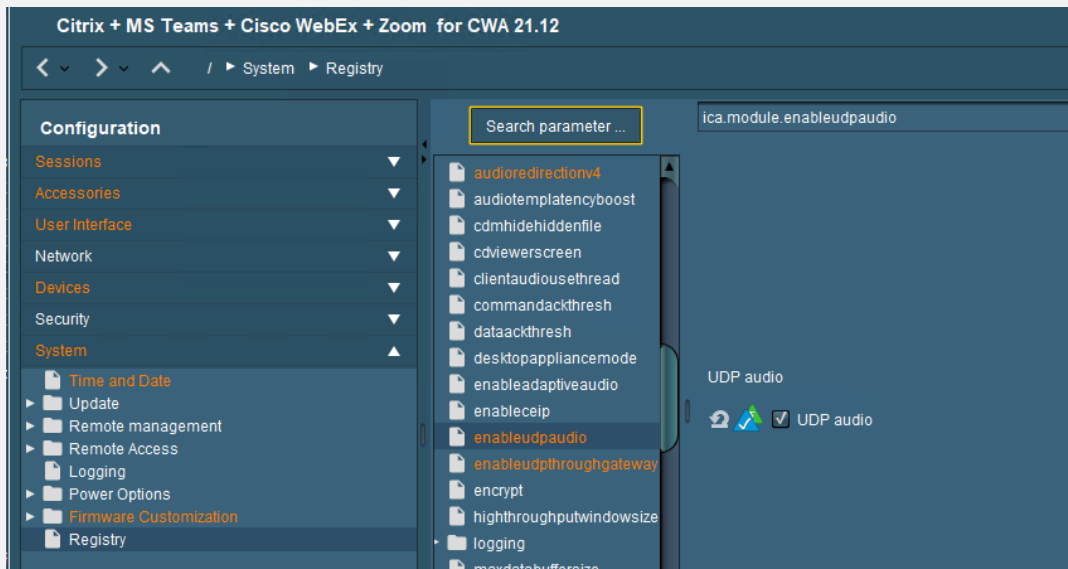 Citrix + MS Teams + Cisco WebEx + Zoom for CWA 21.12
/ System Registry
Configuration
Sessions
Accessories
User Interface
Network
Devices
Security
System
Time and Date
Update
Remote management
Remote Access
Logging
Power Options
Firmware Customization
Registry
Search parameter ...
audioredirectionv4
audiotemplatencyboost
cdmhidehiddenfile
cdviewerscreen
clientaudiousethread
commandackthresh
dataackthresh
desktopappliancemode
enableadaptiveaudio
enableceip
enableudpaudio
enableudpthroughgateway
encrypt
highthroughputwindowsize
logging
maxdatabuffersize
ica.module.enableudpaudio
UDP audio
UDP audio